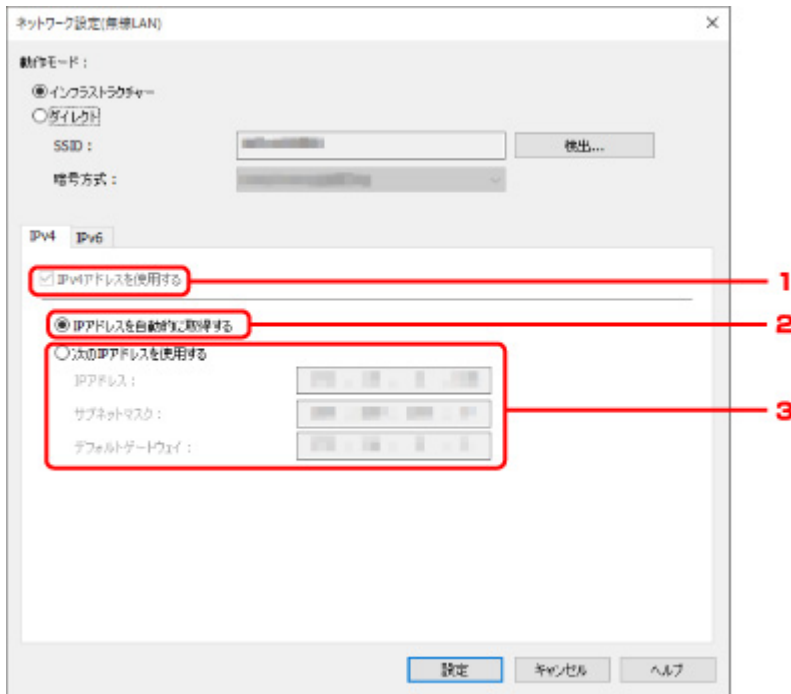 ネットワーク設定(無線LAN)
動作モード：
インフラストラクチャー
ダイレクト
SSID：
検出...
暗号方式：
IPv4 IPv6
IPv4アドレスを使用する
1
IPアドレスを自動的に取得する
2
次のIPアドレスを使用する
IPアドレス：
サブネットマスク：
3
デフォルトゲートウェイ：
設定 キャンセル ヘルプ